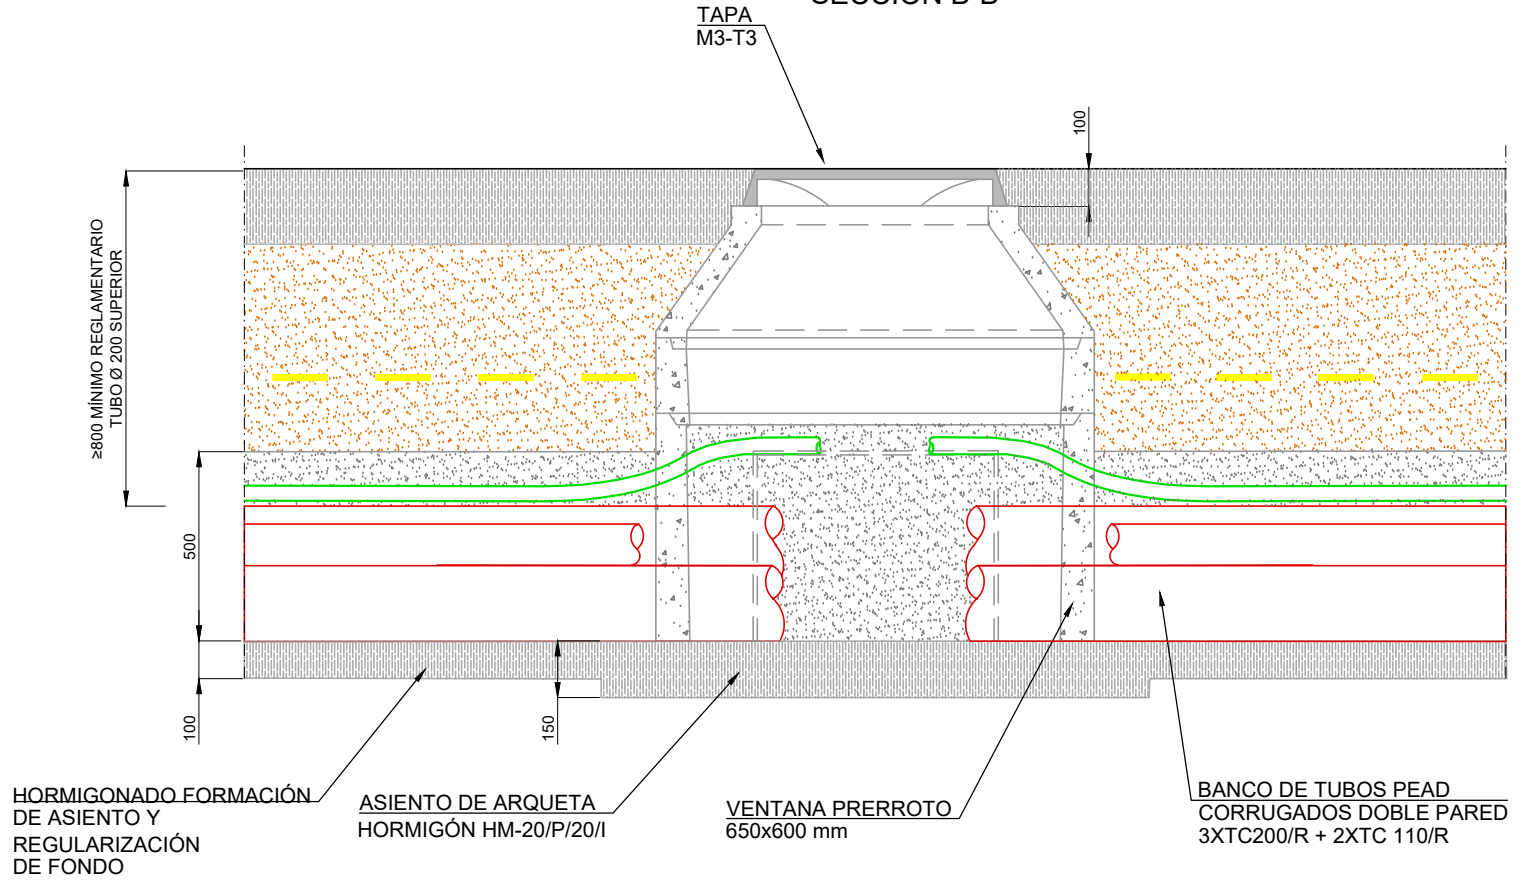 SECCIÓN B-B
TAPA
M3-T3
100
≥800 MÍNIMO REGLAMENTARIO
TUBO Ø 200 SUPERIOR
500
100
150
HORMIGONADO FORMACIÓN
DE ASIENTO Y
REGULARIZACIÓN
DE FONDO
ASIENTO DE ARQUETA
HORMIGÓN HM-20/P/20/I
VENTANA PRERROTO
650x600 mm
BANCO DE TUBOS PEAD
CORRUGADOS DOBLE PARED
3XTC200/R + 2XTC 110/R